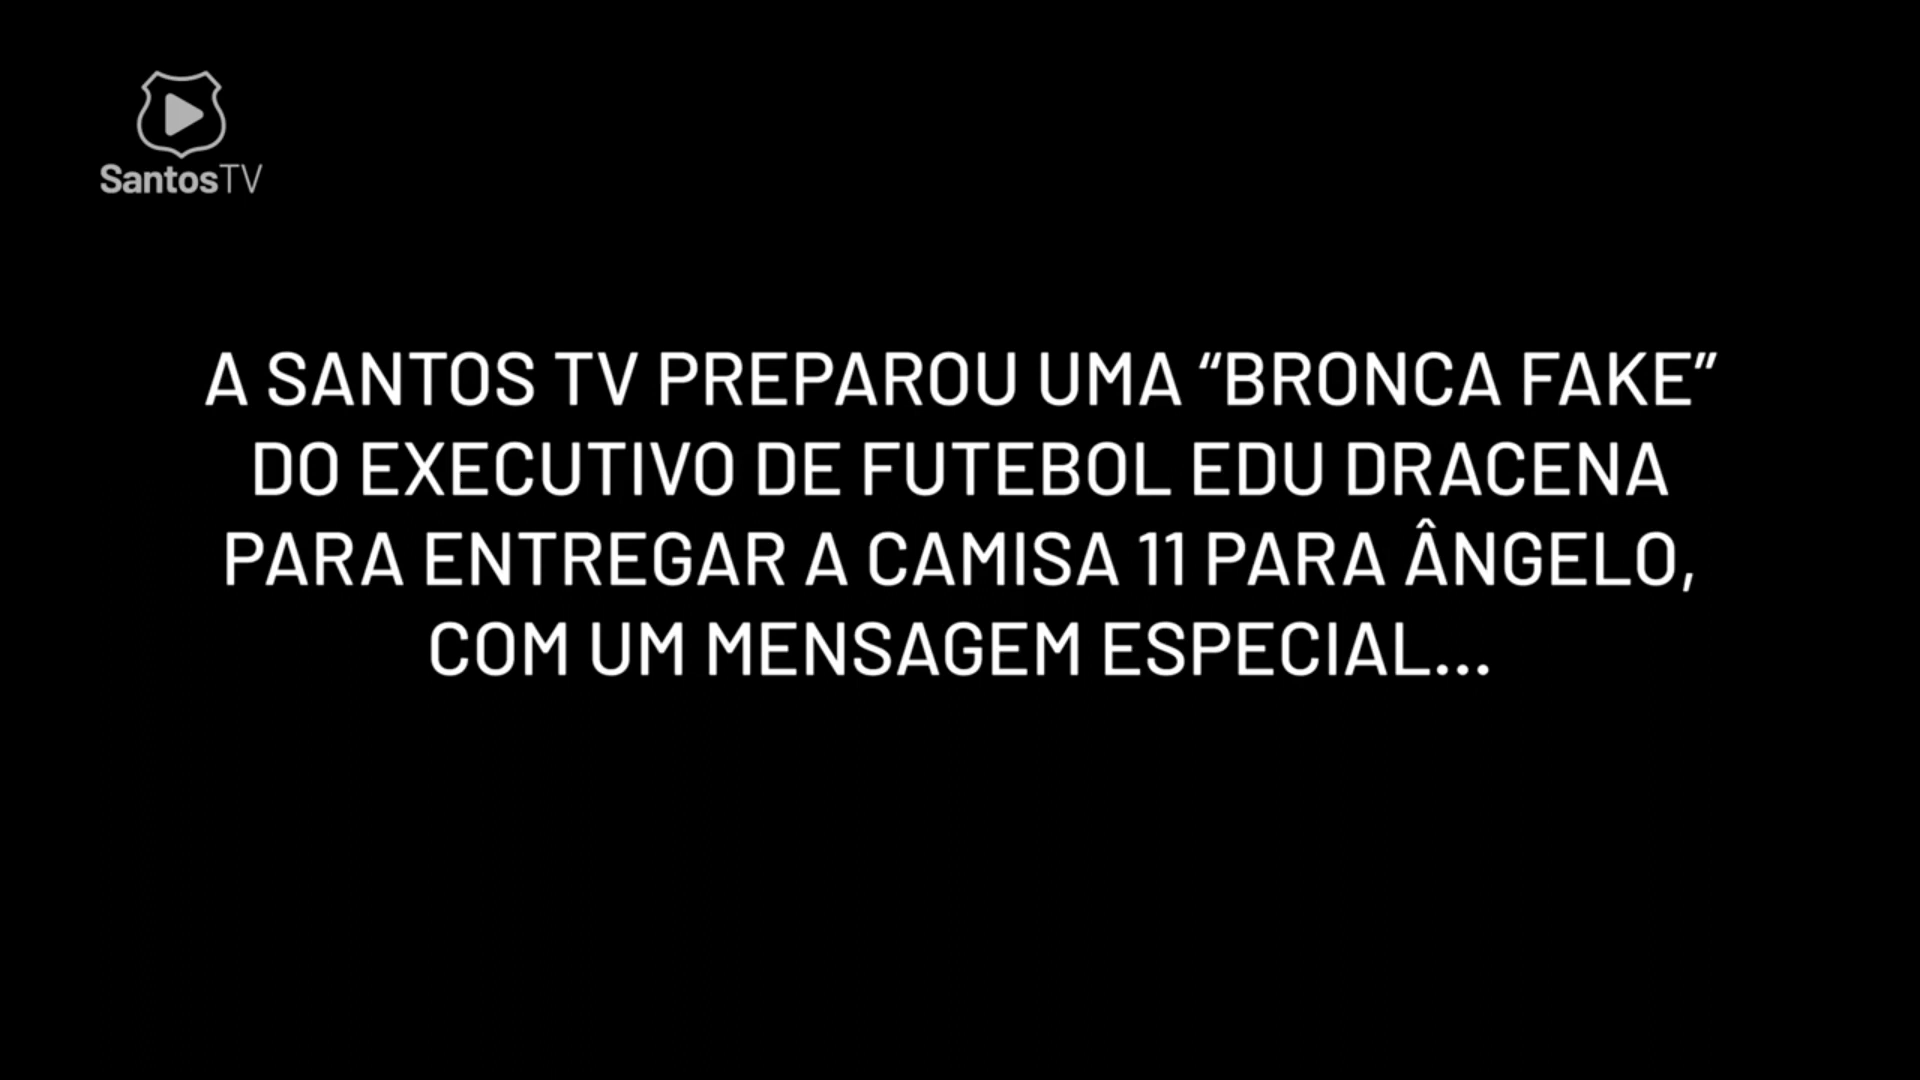 SantosTV
A SANTOS TV PREPAROU UMA “BRONCA FAKE”
DO EXECUTIVO DE FUTEBOL EDU DRACENA
PARA ENTREGAR A CAMISA 11 PARA ÂNGELO,
COM UM MENSAGEM ESPECIAL...